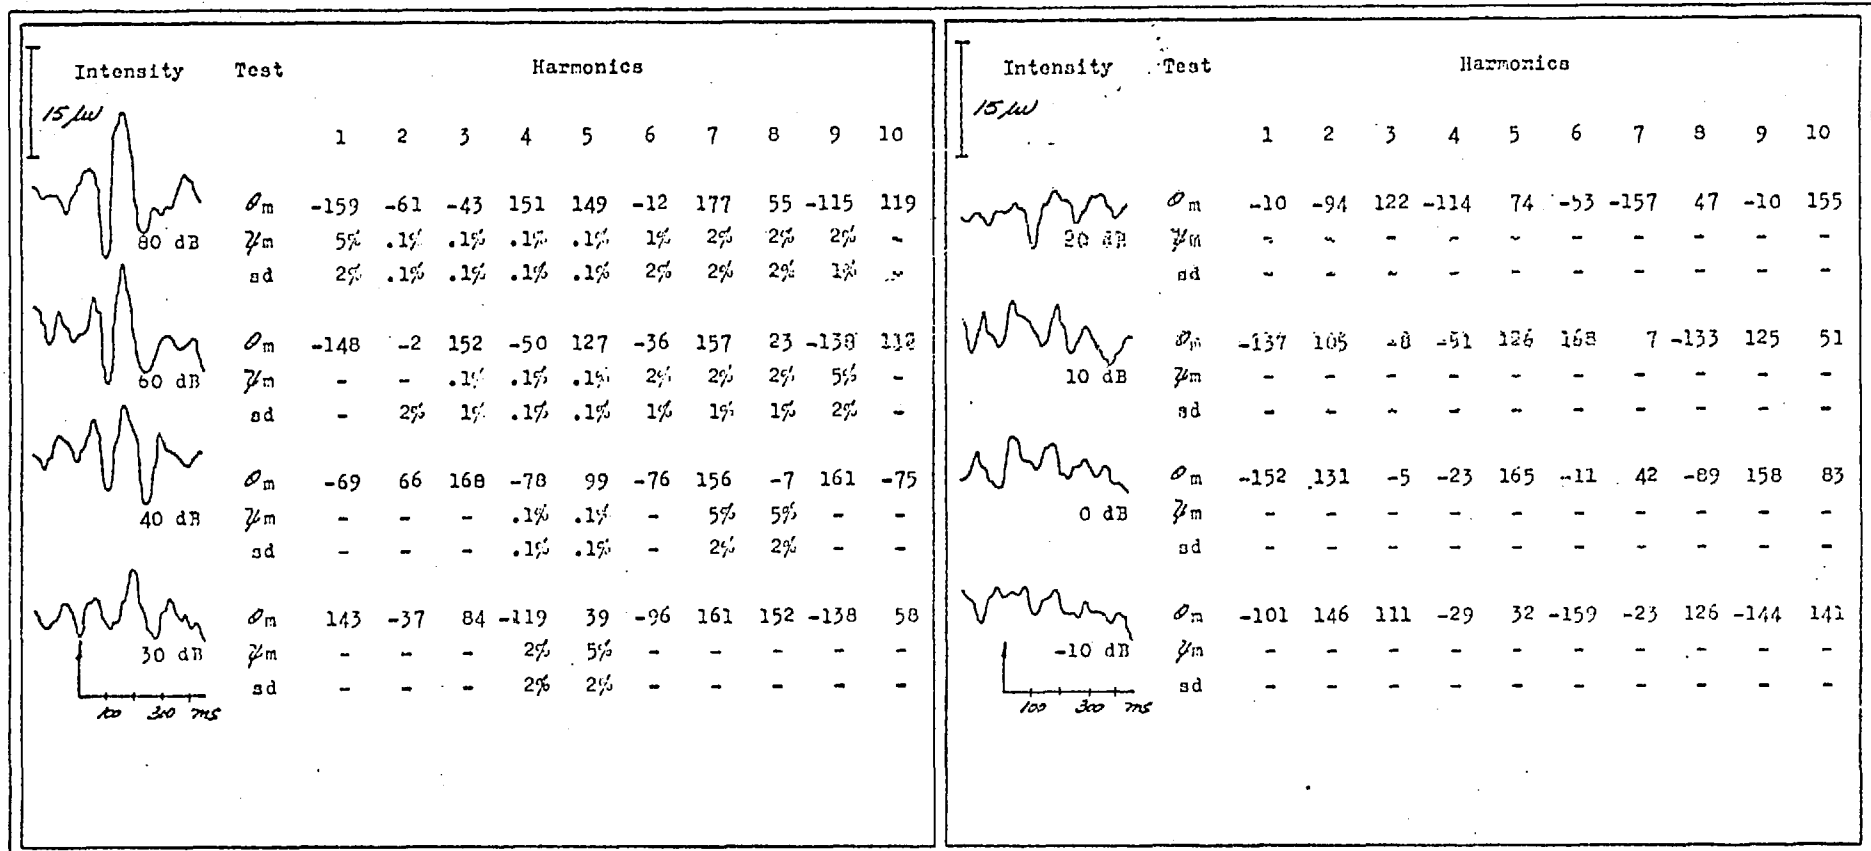 Intensity Test Harmonics
15 μv
1 2 3 4 5 6 7 8 9 10
θm -159 -61 -43 151 149 -12 177 55 -115 119
80 dB γm 5% .1% .1% .1% .1% 1% 2% 2% 2% -
sd 2% .1% .1% .1% .1% 2% 2% 2% 1% -
θm -148 -2 152 -50 127 -36 157 23 -138 112
60 dB γm - - .1% .1% .1% 2% 2% 2% 5% -
sd - 2% 1% .1% .1% 1% 1% 1% 2% -
θm -69 66 168 -78 99 -76 156 -7 161 -75
40 dB γm - - - .1% .1% - 5% 5% - -
sd - - - .1% .1% - 2% 2% - -
θm 143 -37 84 -119 39 -96 161 152 -138 58
30 dB γm - - - 2% 5% - - - - -
sd - - - 2% 2% - - - - -
100 300 ms
Intensity Test Harmonics
15 μv
1 2 3 4 5 6 7 8 9 10
θm -10 -94 122 -114 74 -53 -157 47 -10 155
20 dB γm - - - - - - - - - -
sd - - - - - - - - - -
θm -137 105 -8 -51 126 168 7 -133 125 51
10 dB γm - - - - - - - - - -
sd - - - - - - - - - -
θm -152 131 -5 -23 165 -11 42 -89 158 83
0 dB γm - - - - - - - - - -
sd - - - - - - - - - -
θm -101 146 111 -29 32 -159 -23 126 -144 141
-10 dB γm - - - - - - - - - -
sd - - - - - - - - - -
100 300 ms